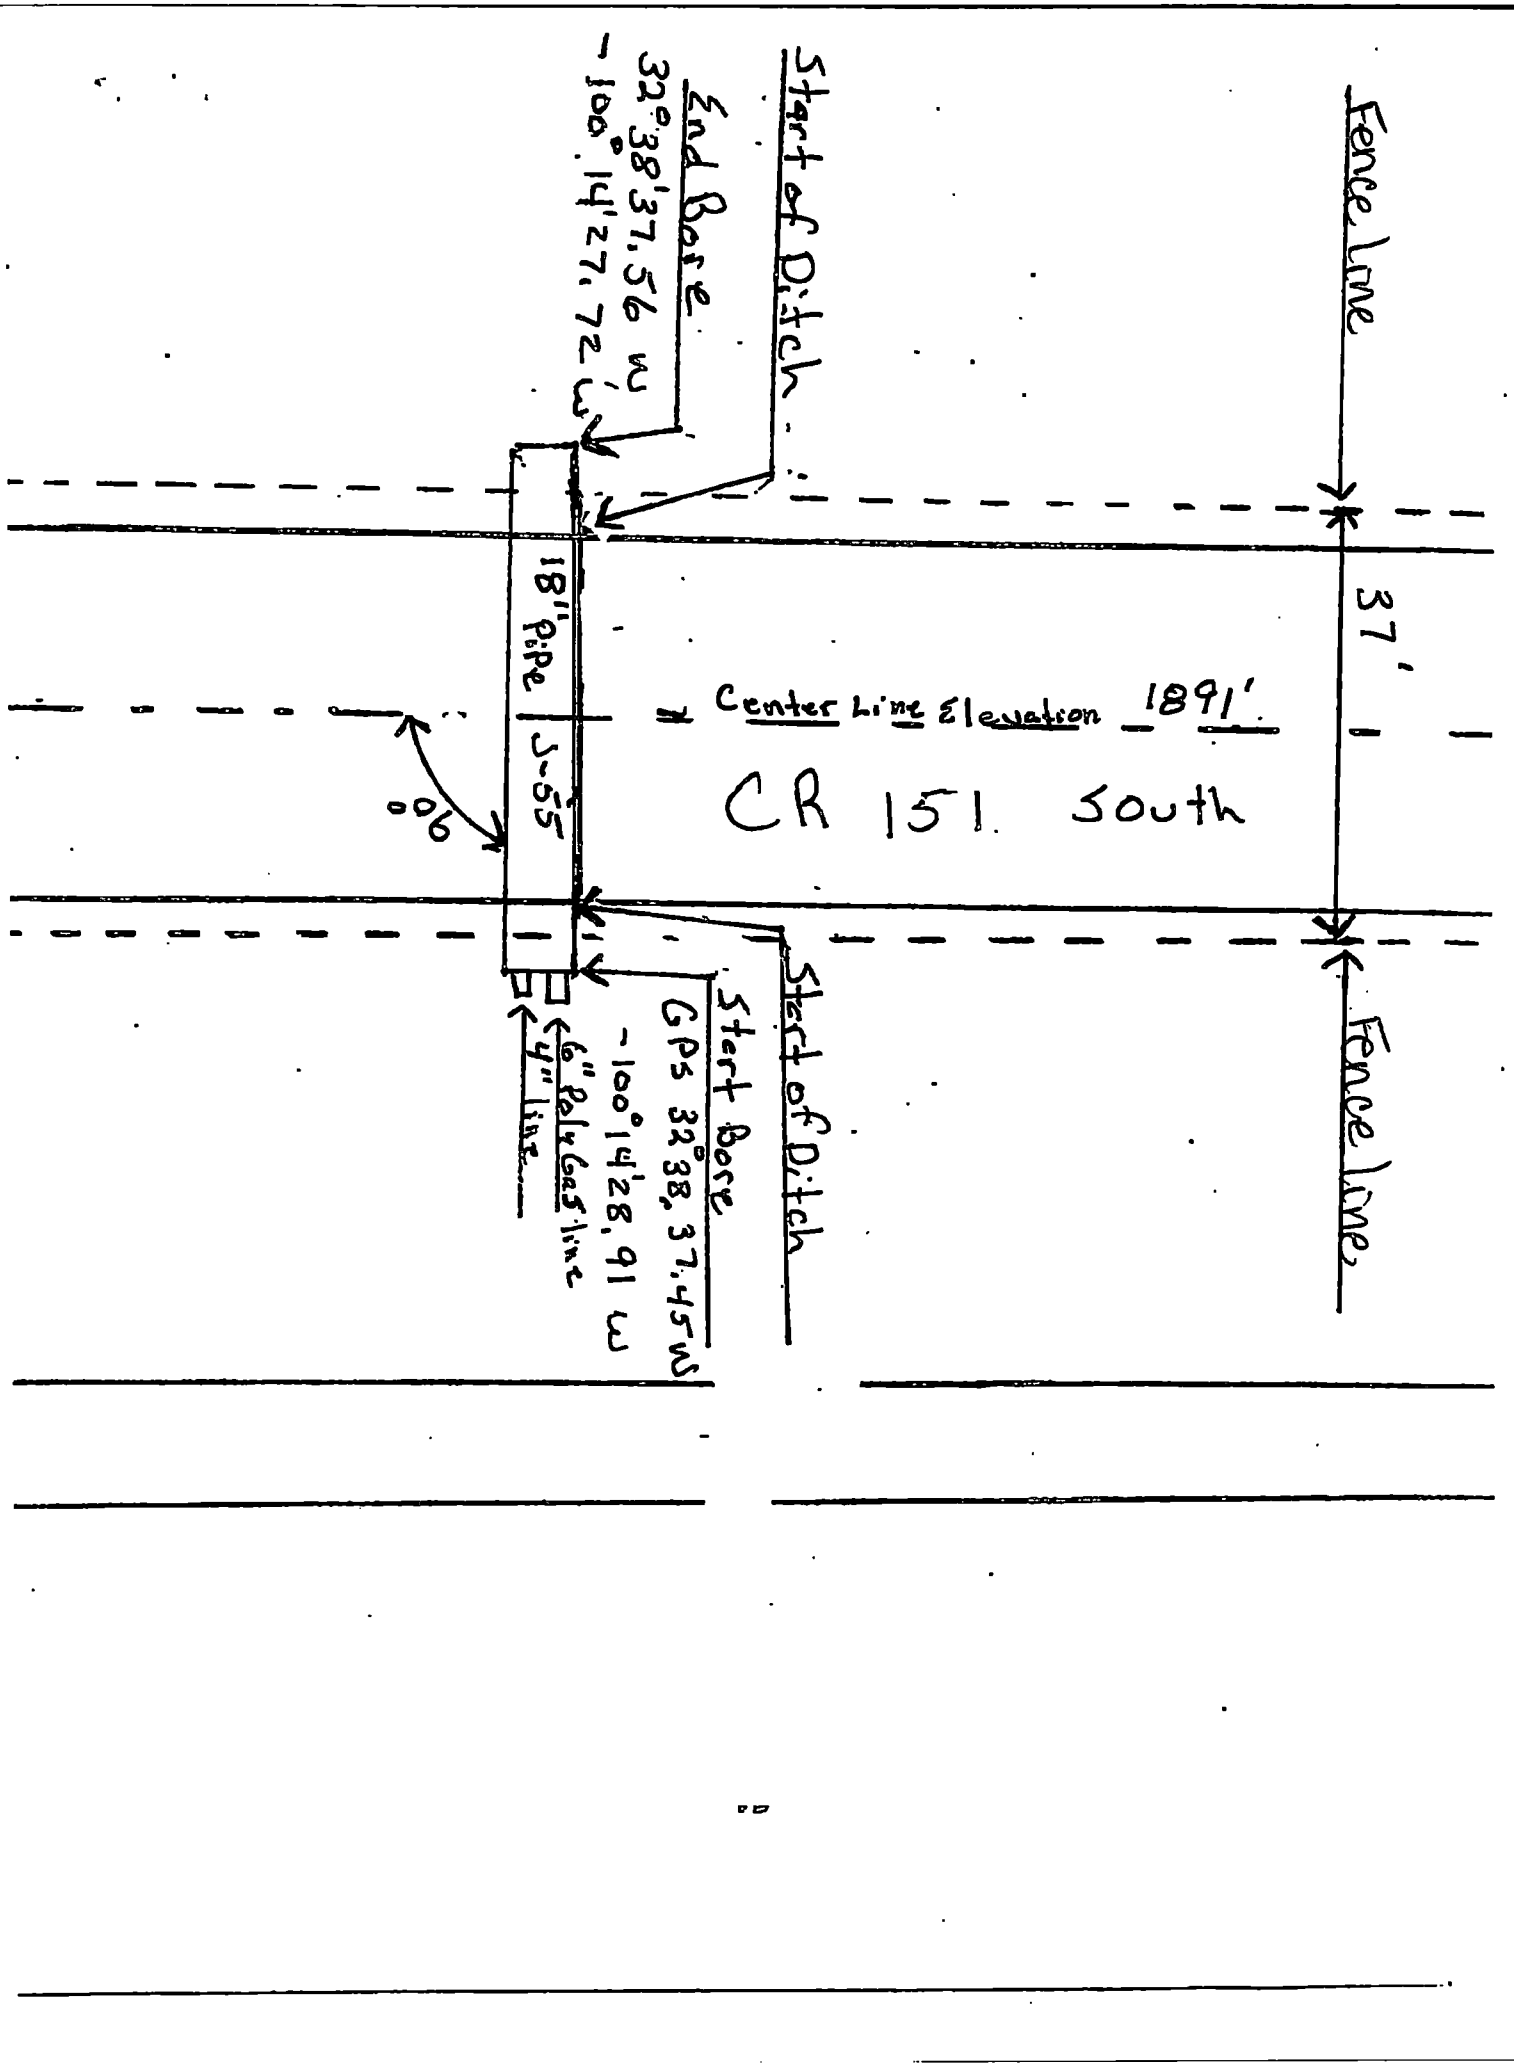 Fence line
Start of Ditch
End Bore
32° 38' 37.56 N
-100° 14' 27.72 W
37'
18" Pipe J-55
Center Line Elevation 1891'
CR 151 South
90°
Fence line
Start of Ditch
Start Bore
GPS 32° 38, 37.45 N
-100° 14' 28.91 W
6" Poly Gas line
4" line